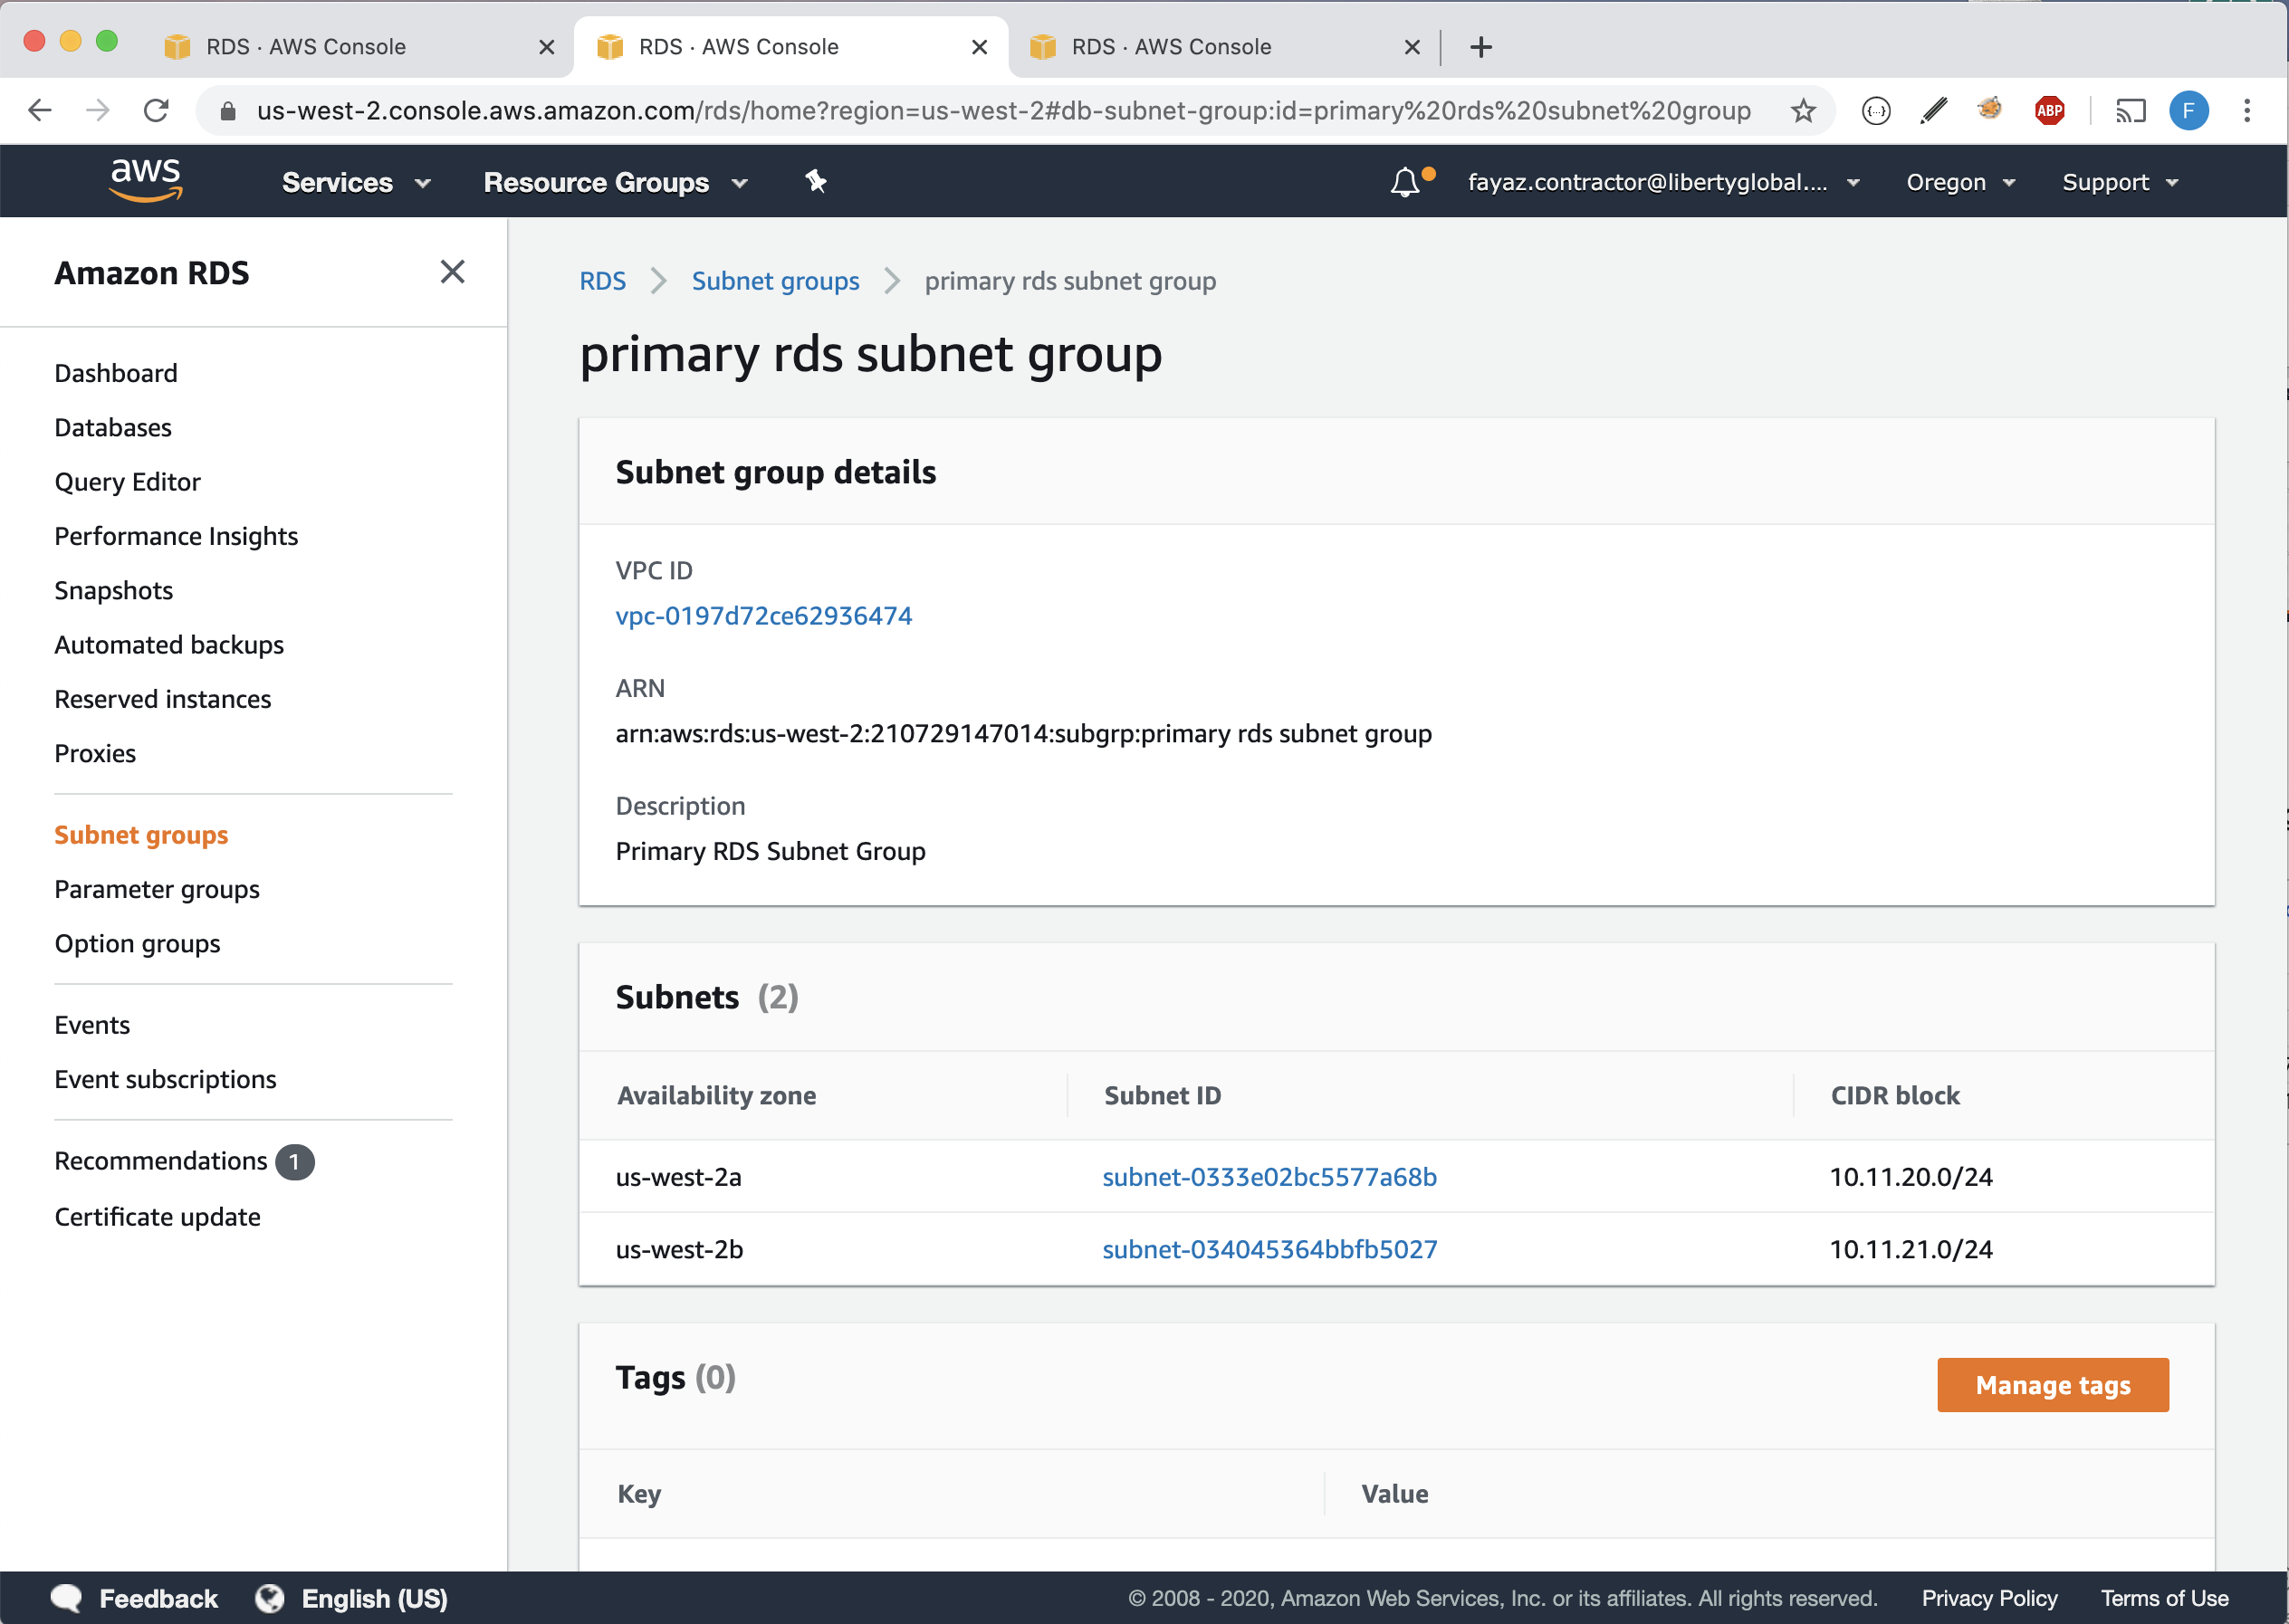 RDS · AWS Console
RDS · AWS Console
RDS · AWS Console
us-west-2.console.aws.amazon.com/rds/home?region=us-west-2#db-subnet-group:id=primary%20rds%20subnet%20group
{...}
ABP
F
aws
Services
Resource Groups
fayaz.contractor@libertyglobal....
Oregon
Support
Amazon RDS
Dashboard
Databases
Query Editor
Performance Insights
Snapshots
Automated backups
Reserved instances
Proxies
Subnet groups
Parameter groups
Option groups
Events
Event subscriptions
Recommendations 1
Certificate update
RDS > Subnet groups > primary rds subnet group
primary rds subnet group
Subnet group details
VPC ID
vpc-0197d72ce62936474
ARN
arn:aws:rds:us-west-2:210729147014:subgrp:primary rds subnet group
Description
Primary RDS Subnet Group
Subnets (2)
Availability zone Subnet ID CIDR block
us-west-2a subnet-0333e02bc5577a68b 10.11.20.0/24
us-west-2b subnet-034045364bbfb5027 10.11.21.0/24
Tags (0)
Manage tags
Key Value
Feedback English (US)
© 2008 - 2020, Amazon Web Services, Inc. or its affiliates. All rights reserved. Privacy Policy Terms of Use